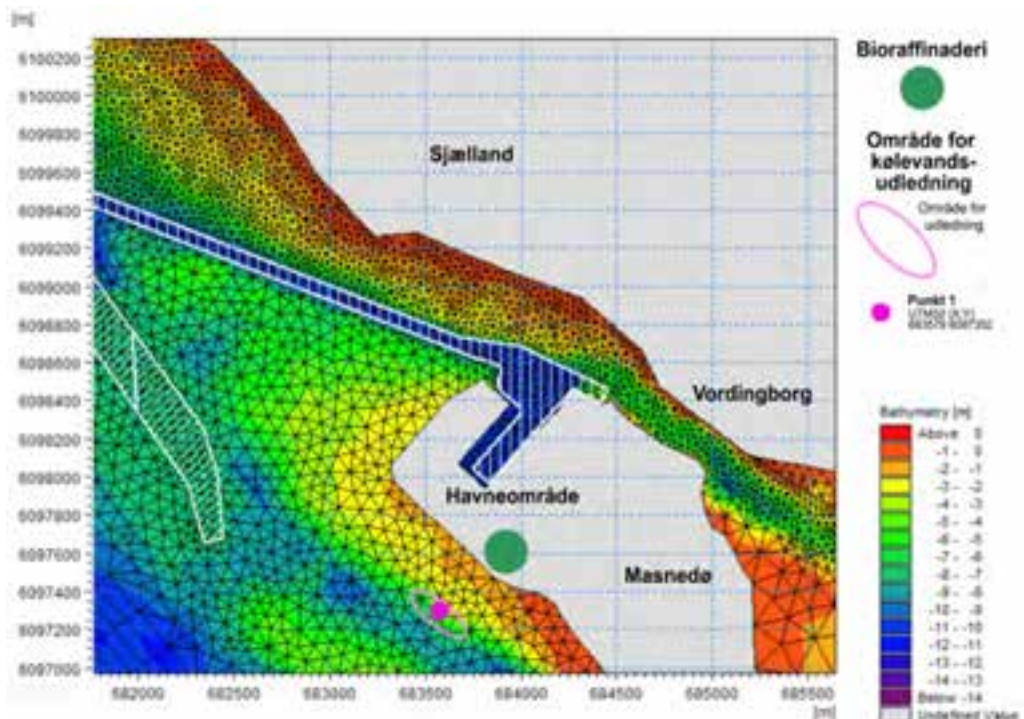 [m]
6100200
6100000
6099800
6099600
6099400
6099200
6099000
6098800
6098600
6098400
6098200
6098000
6097800
6097600
6097400
6097200
6097000
682000 682500 683000 683500 684000 684500 685000 685500
[m]
Sjælland
Vordingborg
Havneområde
Masnedø
Bioraffinaderi
Område for
kølevands-
udledning
Område for
udledning
Punkt 1
Bathymetry [m]
Above 0
-1 - 0
-2 - -1
-3 - -2
-4 - -3
-5 - -4
-6 - -5
-7 - -6
-8 - -7
-9 - -8
-10 - -9
-11 - -10
-12 - -11
-13 - -12
-14 - -13
Below -14
Undefined Value